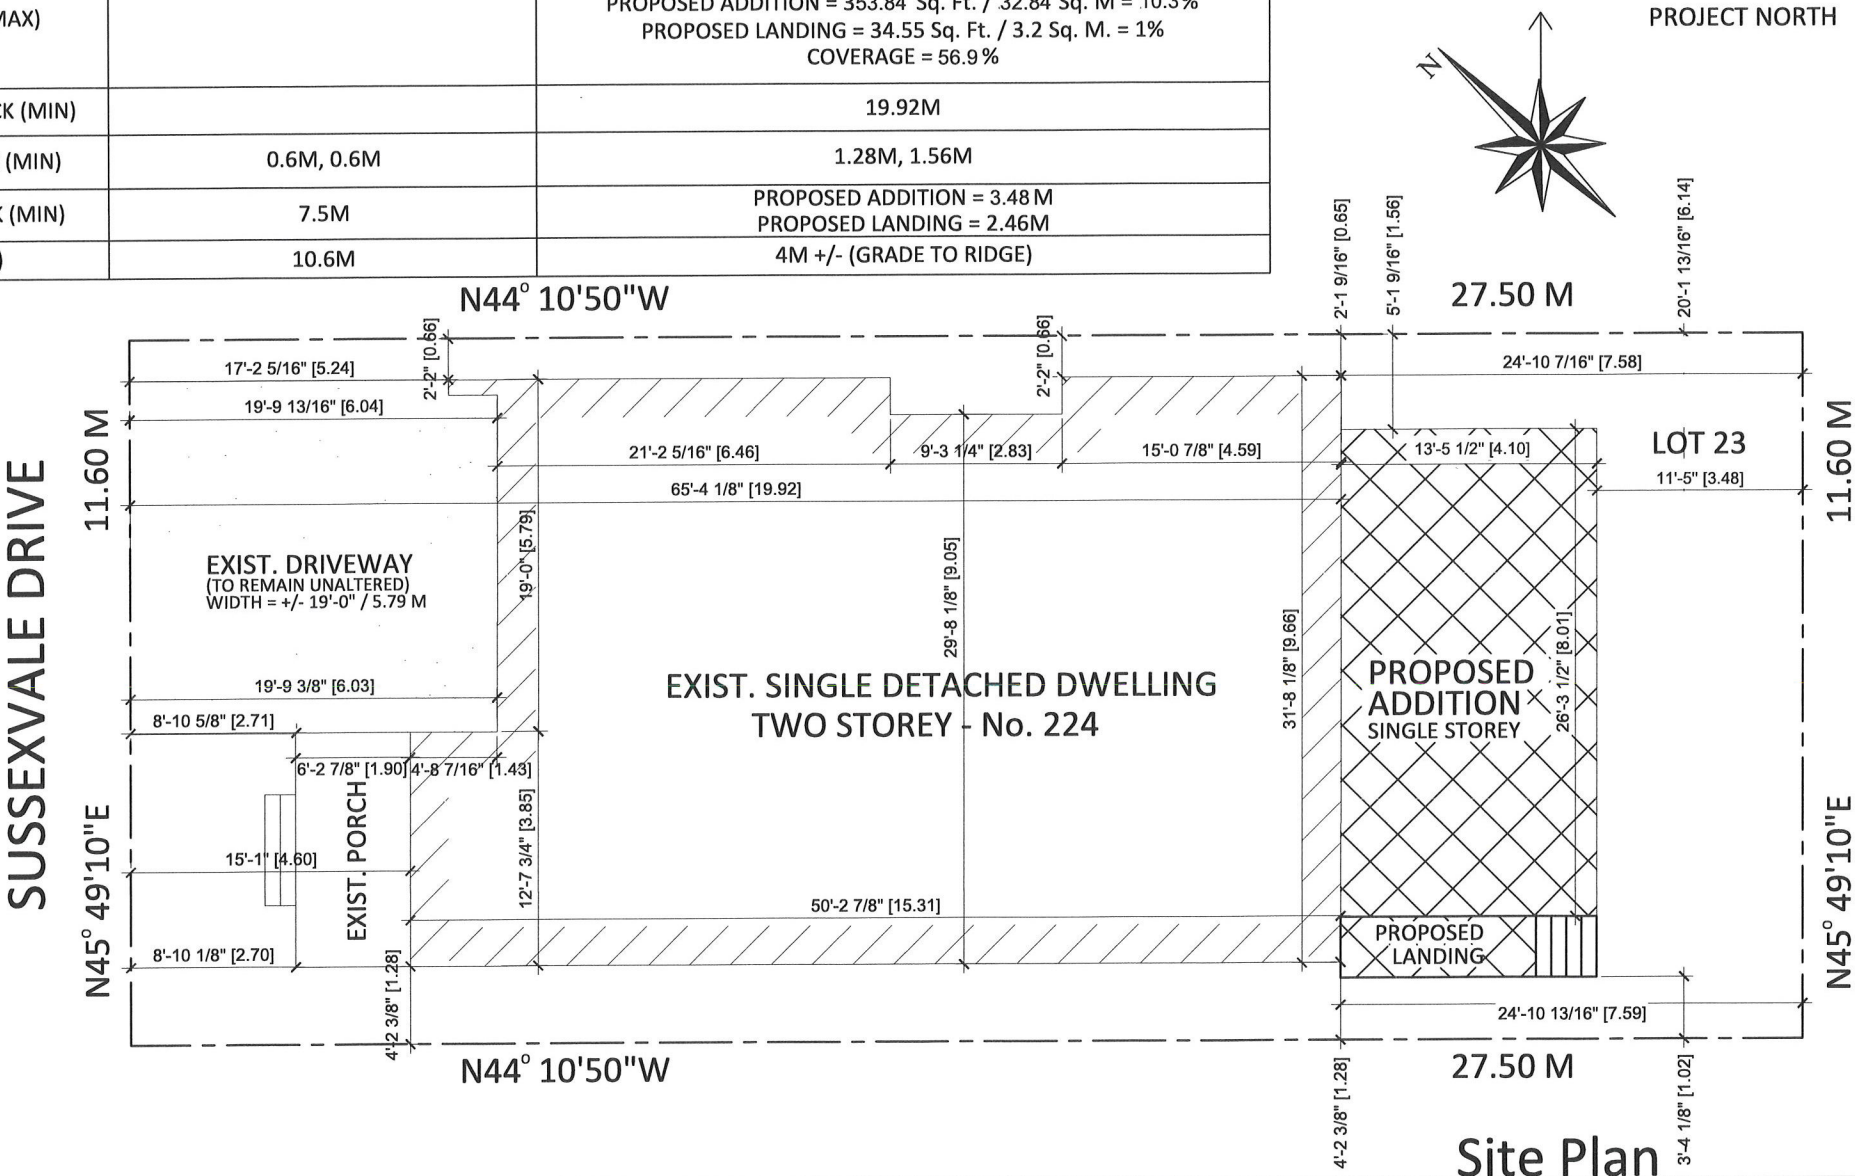 MAX)
PROPOSED ADDITION = 353.84 Sq. Ft. / 32.84 Sq. M = 10.3%
PROPOSED LANDING = 34.55 Sq. Ft. / 3.2 Sq. M. = 1%
COVERAGE = 56.9%
CK (MIN)
19.92M
(MIN)
0.6M, 0.6M
1.28M, 1.56M
K (MIN)
7.5M
PROPOSED ADDITION = 3.48 M
PROPOSED LANDING = 2.46M
)
10.6M
4M +/- (GRADE TO RIDGE)
PROJECT NORTH
N
N44° 10'50"W
27.50 M
2'-1 9/16" [0.65]
5'-1 9/16" [1.56]
20'-1 13/16" [6.14]
2'-2" [0.66]
2'-2" [0.66]
17'-2 5/16" [5.24]
24'-10 7/16" [7.58]
19'-9 13/16" [6.04]
21'-2 5/16" [6.46]
9'-3 1/4" [2.83]
15'-0 7/8" [4.59]
13'-5 1/2" [4.10]
LOT 23
11'-5" [3.48]
65'-4 1/8" [19.92]
11.60 M
11.60 M
SUSSEXVALE DRIVE
EXIST. DRIVEWAY
(TO REMAIN UNALTERED)
WIDTH = +/- 19'-0" / 5.79 M
19'-0" [5.79]
29'-8 1/8" [9.05]
31'-8 1/8" [9.66]
26'-3 1/2" [8.01]
EXIST. SINGLE DETACHED DWELLING
TWO STOREY - No. 224
PROPOSED
ADDITION
SINGLE STOREY
19'-9 3/8" [6.03]
8'-10 5/8" [2.71]
6'-2 7/8" [1.90]
4'-8 7/16" [1.43]
EXIST. PORCH
12'-7 3/4" [3.85]
15'-1" [4.60]
N45° 49'10"E
N45° 49'10"E
50'-2 7/8" [15.31]
PROPOSED
LANDING
8'-10 1/8" [2.70]
4'-2 3/8" [1.28]
24'-10 13/16" [7.59]
N44° 10'50"W
27.50 M
4'-2 3/8" [1.28]
3'-4 1/8" [1.02]
Site Plan